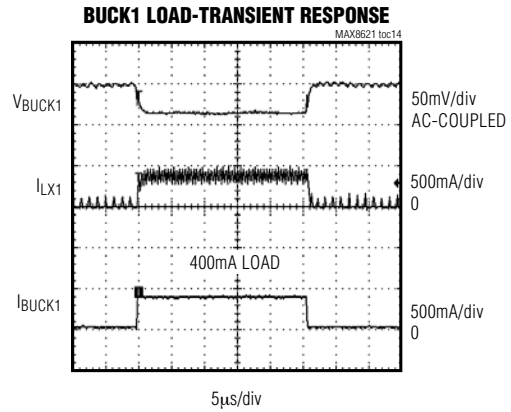 BUCK1 LOAD-TRANSIENT RESPONSE
MAX8621 toc14
VBUCK1
50mV/div
AC-COUPLED
ILX1
500mA/div
0
400mA LOAD
IBUCK1
500mA/div
0
5μs/div